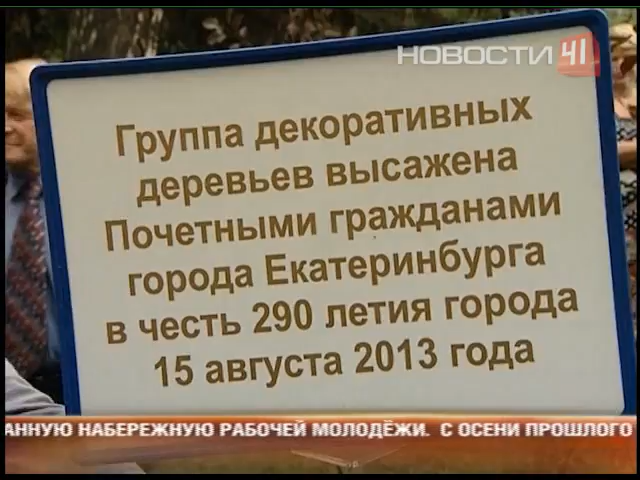 НОВОСТИ 41
Группа декоративных
деревьев высажена
Почетными гражданами
города Екатеринбурга
в честь 290 летия города
15 августа 2013 года
АННУЮ НАБЕРЕЖНУЮ РАБОЧЕЙ МОЛОДЁЖИ. С ОСЕНИ ПРОШЛОГО